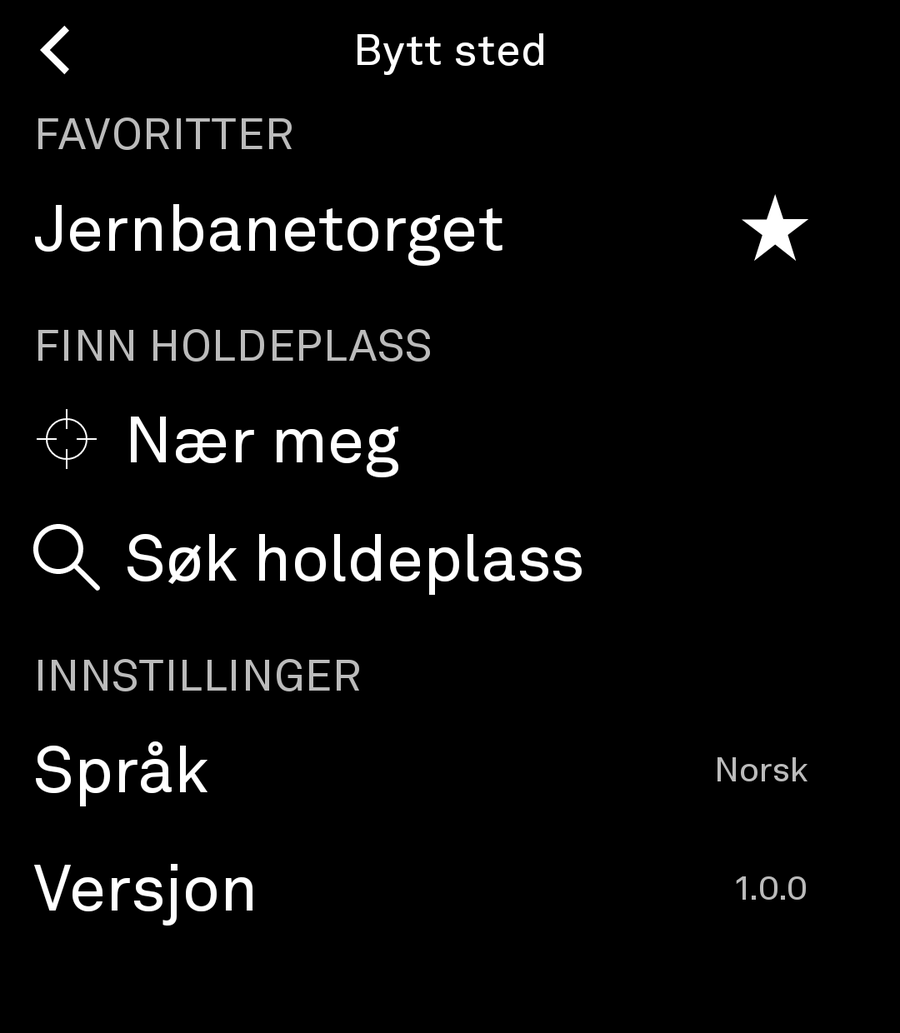 Bytt sted
FAVORITTER
Jernbanetorget
FINN HOLDEPLASS
Nær meg
Søk holdeplass
INNSTILLINGER
Språk Norsk
Versjon 1.0.0